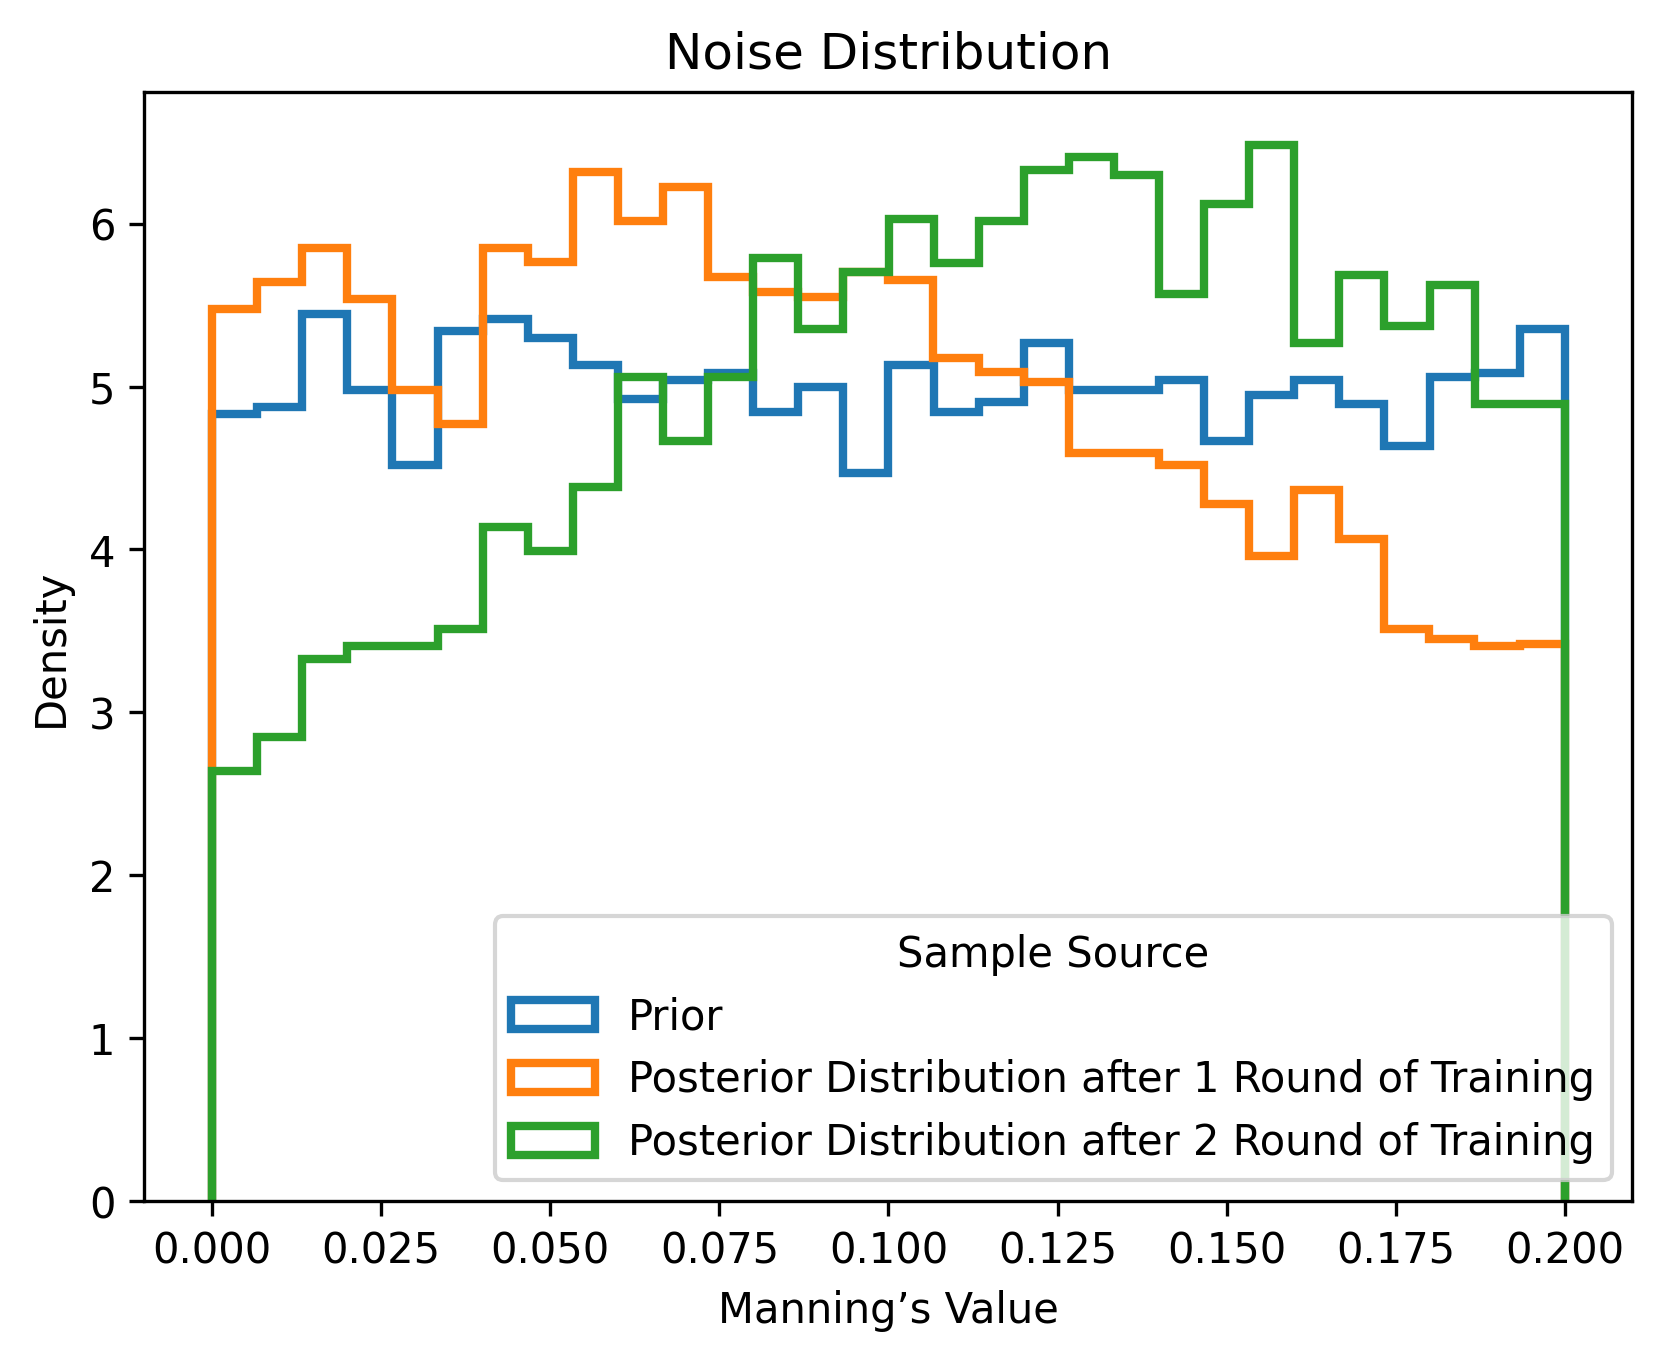 Noise Distribution
Density
6
5
4
3
2
1
0
Sample Source
Prior
Posterior Distribution after 1 Round of Training
Posterior Distribution after 2 Round of Training
0.000 0.025 0.050 0.075 0.100 0.125 0.150 0.175 0.200
Manning’s Value